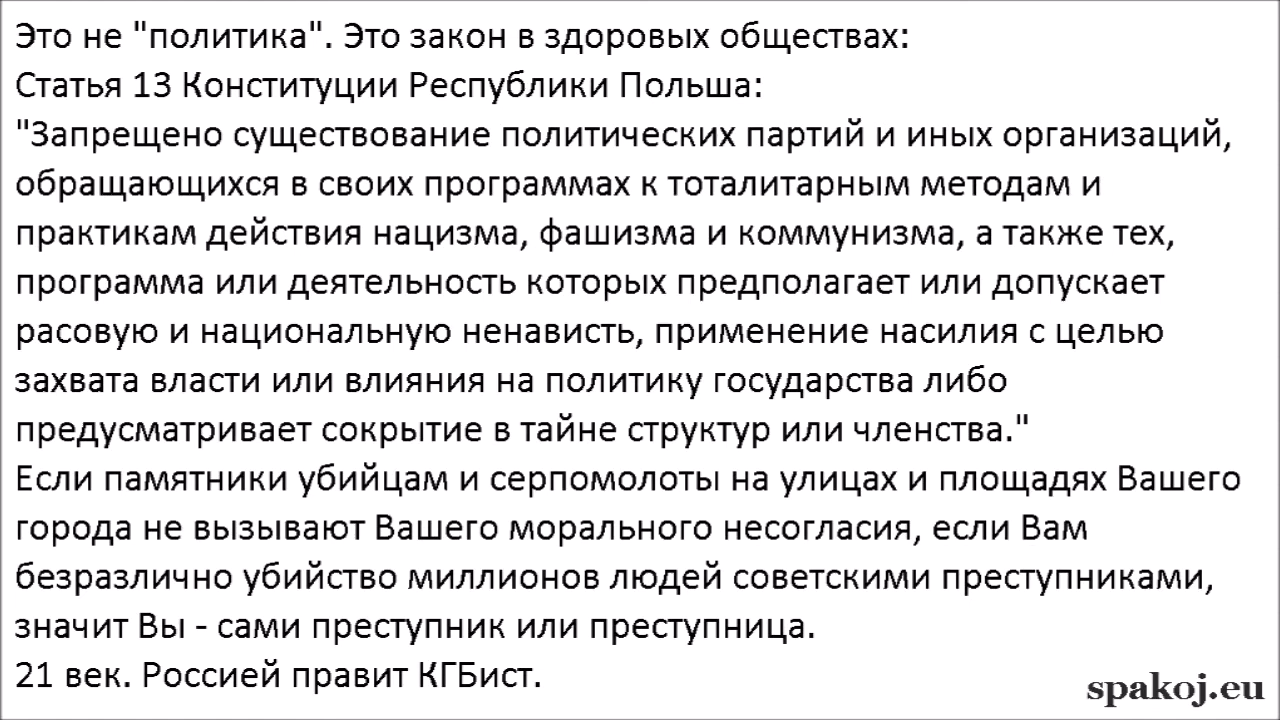 Это не "политика". Это закон в здоровых обществах:
Статья 13 Конституции Республики Польша:
"Запрещено существование политических партий и иных организаций,
обращающихся в своих программах к тоталитарным методам и
практикам действия нацизма, фашизма и коммунизма, а также тех,
программа или деятельность которых предполагает или допускает
расовую и национальную ненависть, применение насилия с целью
захвата власти или влияния на политику государства либо
предусматривает сокрытие в тайне структур или членства."
Если памятники убийцам и серпомолоты на улицах и площадях Вашего
города не вызывают Вашего морального несогласия, если Вам
безразлично убийство миллионов людей советскими преступниками,
значит Вы - сами преступник или преступница.
21 век. Россией правит КГБист.
spakoj.eu